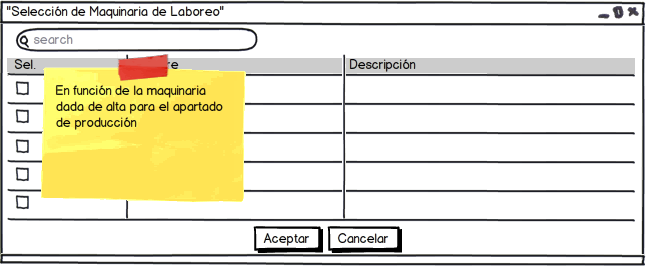 "Selección de Maquinaria de Laboreo"
search
Sel. re Descripción
En función de la maquinaria
dada de alta para el apartado
de producción
Aceptar Cancelar